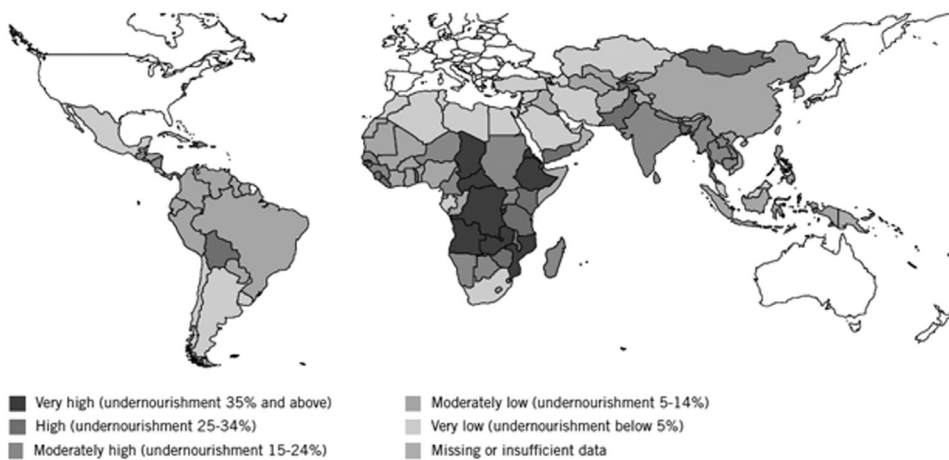 Very high (undernourishment 35% and above)
High (undernourishment 25-34%)
Moderately high (undernourishment 15-24%)
Moderately low (undernourishment 5-14%)
Very low (undernourishment below 5%)
Missing or insufficient data